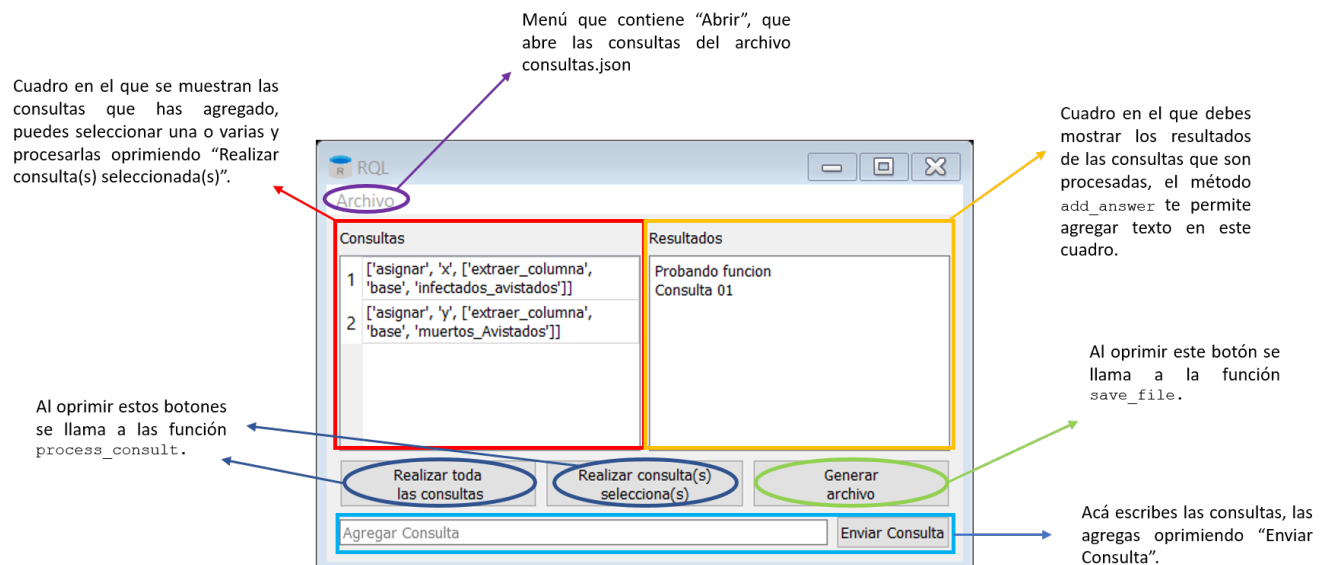 Menú que contiene “Abrir”, que
abre las consultas del archivo
consultas.json
Cuadro en el que se muestran las
consultas que has agregado,
puedes seleccionar una o varias y
procesarlas oprimiendo “Realizar
consulta(s) seleccionada(s)”.
Cuadro en el que debes
mostrar los resultados
de las consultas que son
procesadas, el método
add_answer te permite
agregar texto en este
cuadro.
R
RQL
Archivo
Consultas
Resultados
1
['asignar', 'x', ['extraer_columna',
'base', 'infectados_avistados']]
2
['asignar', 'y', ['extraer_columna',
'base', 'muertos_Avistados']]
Probando funcion
Consulta 01
Al oprimir este botón se
llama a la función
save_file.
Al oprimir estos botones
se llama a las función
process_consult.
Realizar toda
las consultas
Realizar consulta(s)
selecciona(s)
Generar
archivo
Agregar Consulta
Enviar Consulta
Acá escribes las consultas, las
agregas oprimiendo “Enviar
Consulta”.